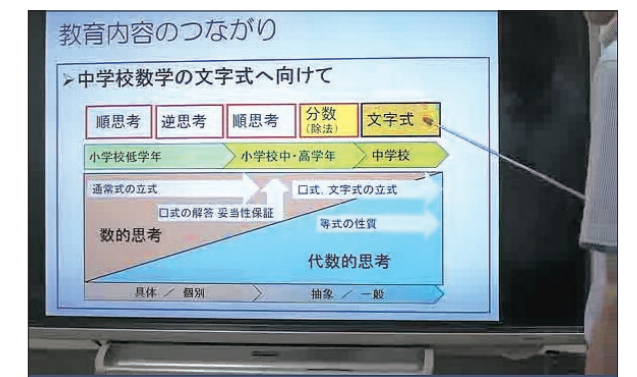 教育内容のつながり
➢中学校数学の文字式へ向けて
順思考 逆思考 順思考 分数(除法) 文字式
小学校低学年 小学校中・高学年 中学校
通常式の立式 口式、文字式の立式
口式の解答 妥当性保証
等式の性質
数的思考
代数的思考
具体 / 個別 抽象 / 一般